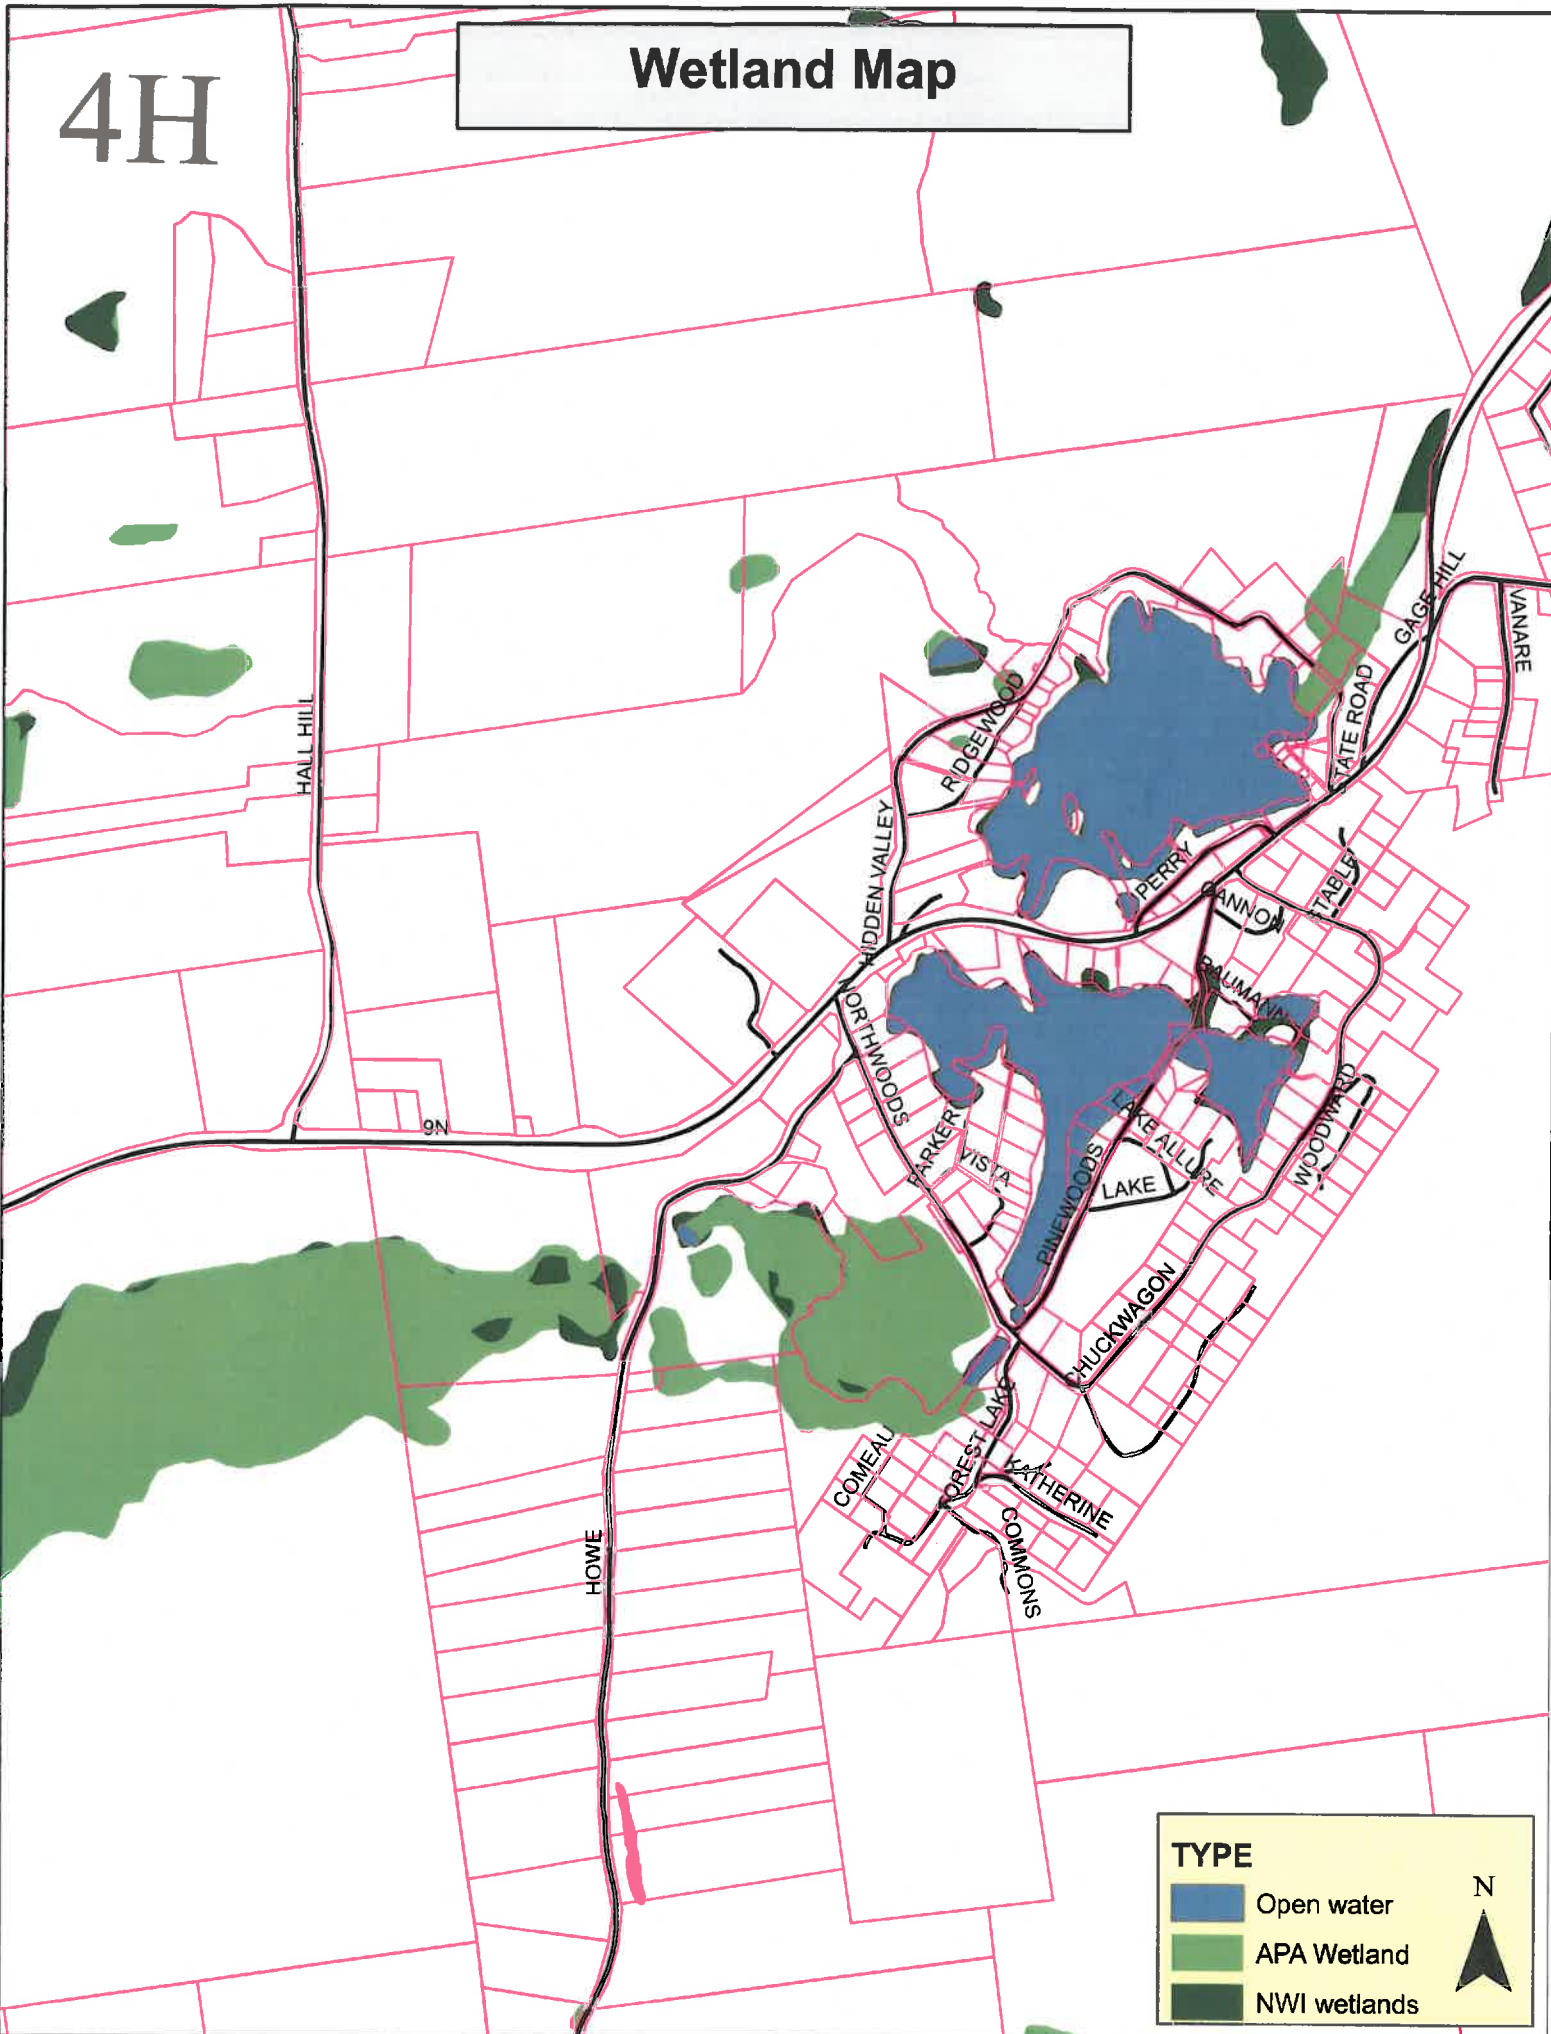 Wetland Map
4H
GAGE HILL
VANARE
RIDGEWOOD
STATE ROAD
HALL HILL
HIDDEN VALLEY
PERRY
STABLE
CANNON
BAUMANN
NORTHWOODS
9N
WOODWARD
PARKER
VISTA
LAKE ALLURE
LAKE
PINEWOODS
CHUCKWAGON
FOREST LAKE
COMEAU
KATHERINE
COMMONS
HOWE
TYPE
Open water
APA Wetland
NWI wetlands
N